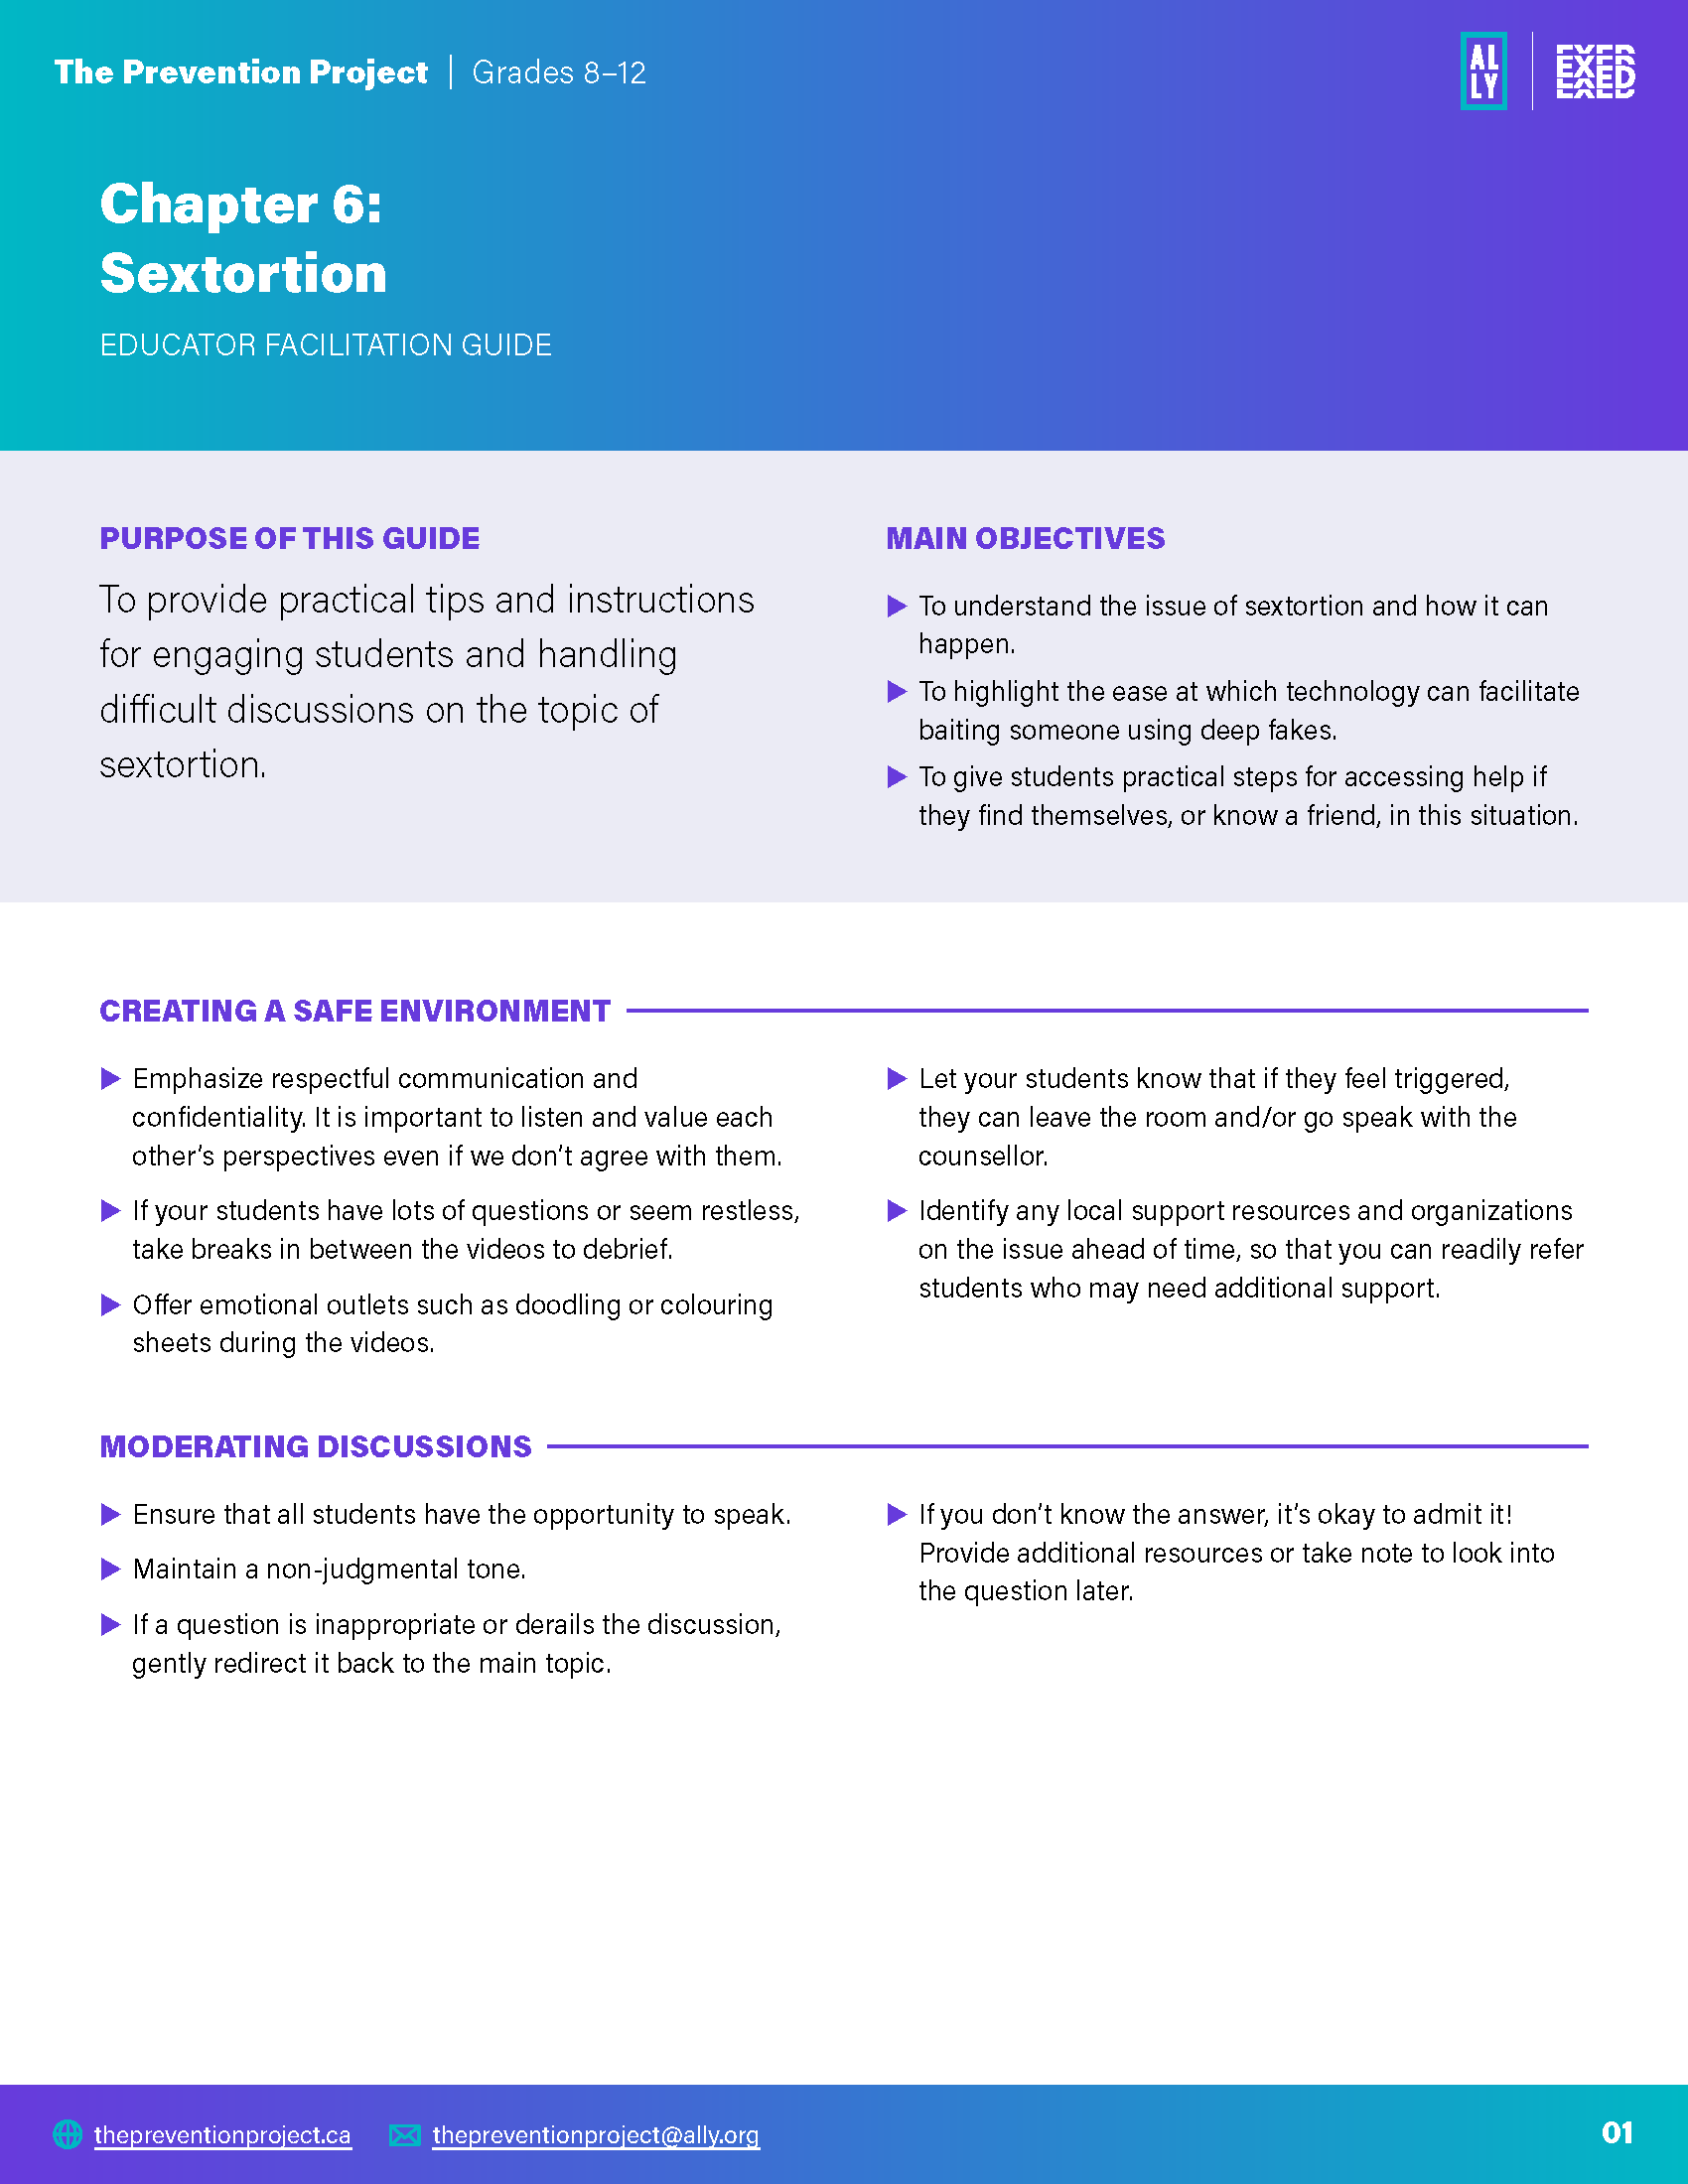 The Prevention Project | Grades 8–12
AL
LY
EXED
Chapter 6:
Sextortion
EDUCATOR FACILITATION GUIDE
PURPOSE OF THIS GUIDE
To provide practical tips and instructions
for engaging students and handling
difficult discussions on the topic of
sextortion.
MAIN OBJECTIVES
▶ To understand the issue of sextortion and how it can
happen.
▶ To highlight the ease at which technology can facilitate
baiting someone using deep fakes.
▶ To give students practical steps for accessing help if
they find themselves, or know a friend, in this situation.
CREATING A SAFE ENVIRONMENT
▶ Emphasize respectful communication and
confidentiality. It is important to listen and value each
other’s perspectives even if we don’t agree with them.
▶ If your students have lots of questions or seem restless,
take breaks in between the videos to debrief.
▶ Offer emotional outlets such as doodling or colouring
sheets during the videos.
▶ Let your students know that if they feel triggered,
they can leave the room and/or go speak with the
counsellor.
▶ Identify any local support resources and organizations
on the issue ahead of time, so that you can readily refer
students who may need additional support.
MODERATING DISCUSSIONS
▶ Ensure that all students have the opportunity to speak.
▶ Maintain a non-judgmental tone.
▶ If a question is inappropriate or derails the discussion,
gently redirect it back to the main topic.
▶ If you don’t know the answer, it’s okay to admit it!
Provide additional resources or take note to look into
the question later.
thepreventionproject.ca
thepreventionproject@ally.org
01